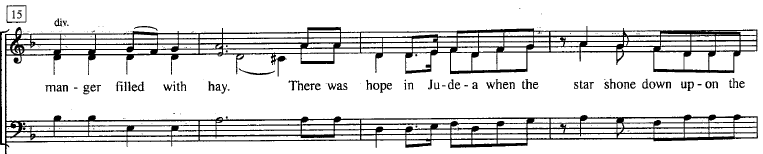 15
div.
man - ger filled with hay. There was hope in Ju - de - a when the star shone down up - on the